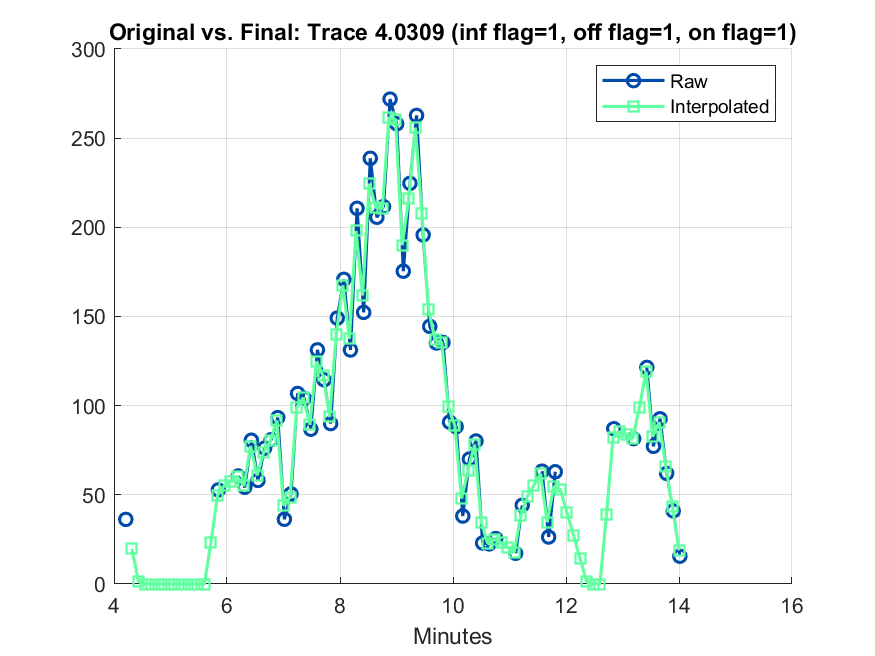 Original vs. Final: Trace 4.0309 (inf flag=1, off flag=1, on flag=1)
300
250
200
150
100
50
0
Raw
Interpolated
4 6 8 10 12 14 16
Minutes